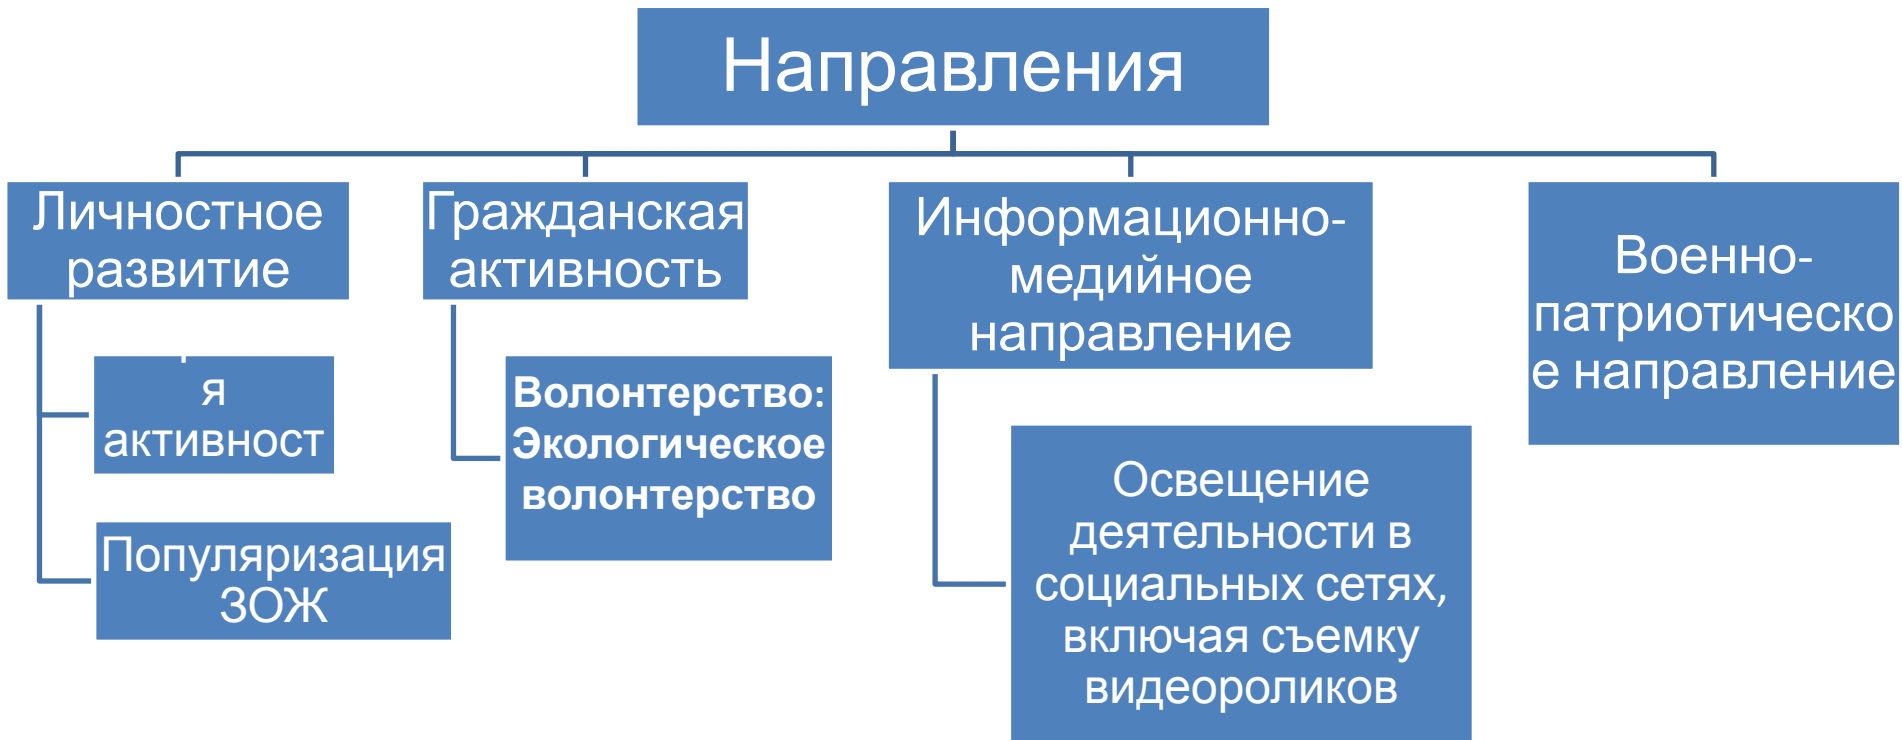 Направления
Личностное
развитие
я
активност
Популяризация
ЗОЖ
Гражданская
активность
Волонтерство:
Экологическое
волонтерство
Информационно-
медийное
направление
Освещение
деятельности в
социальных сетях,
включая съемку
видеороликов
Военно-
патриотическо
е направление